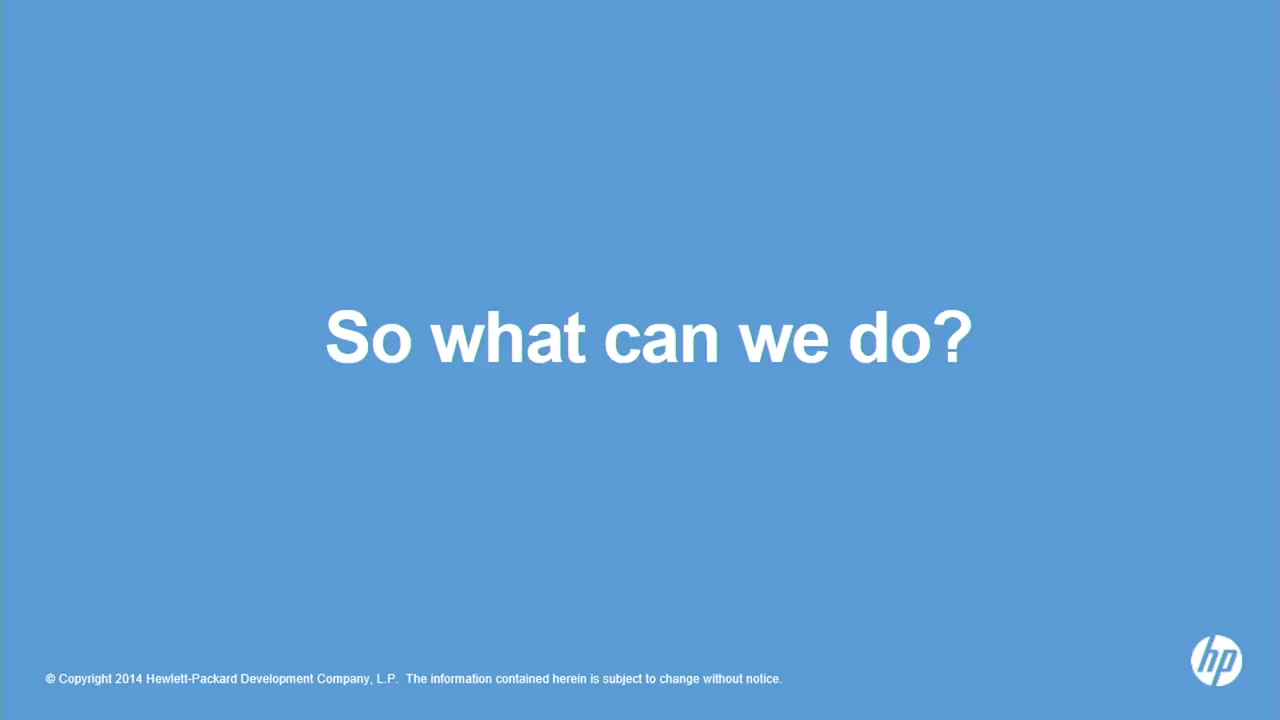 So what can we do?
© Copyright 2014 Hewlett-Packard Development Company, L.P. The information contained herein is subject to change without notice.
hp